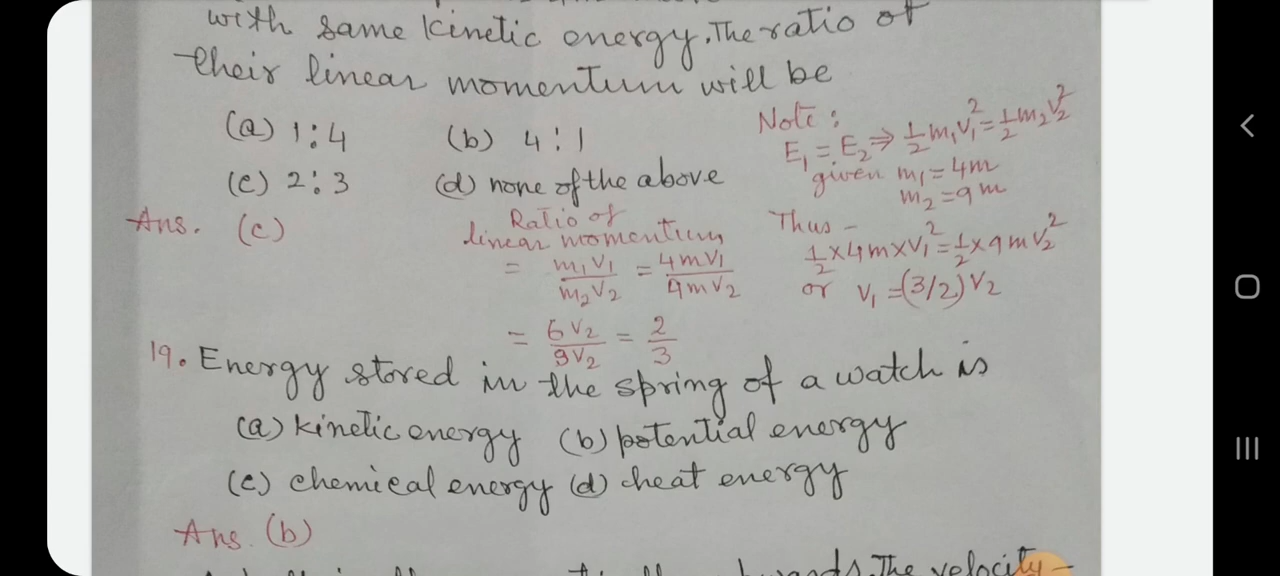 with same kinetic energy. The ratio of
their linear momentum will be
(a) 1:4 (b) 4:1
(c) 2:3 (d) none of the above
Note:
E₁ = E₂ ⇒ ½ m₁v₁² = ½ m₂v₂²
given m₁ = 4m
m₂ = 9m
Ans. (c)
Ratio of
linear momentum
= m₁v₁/m₂v₂ = 4mv₁/9mv₂
= 6v₂/9v₂ = 2/3
Thus -
½ x 4m x v₁² = ½ x 9m v₂²
or v₁ = (3/2) v₂
19. Energy stored in the spring of a watch is
(a) kinetic energy (b) potential energy
(c) chemical energy (d) cheat energy
Ans. (b)
The velocity